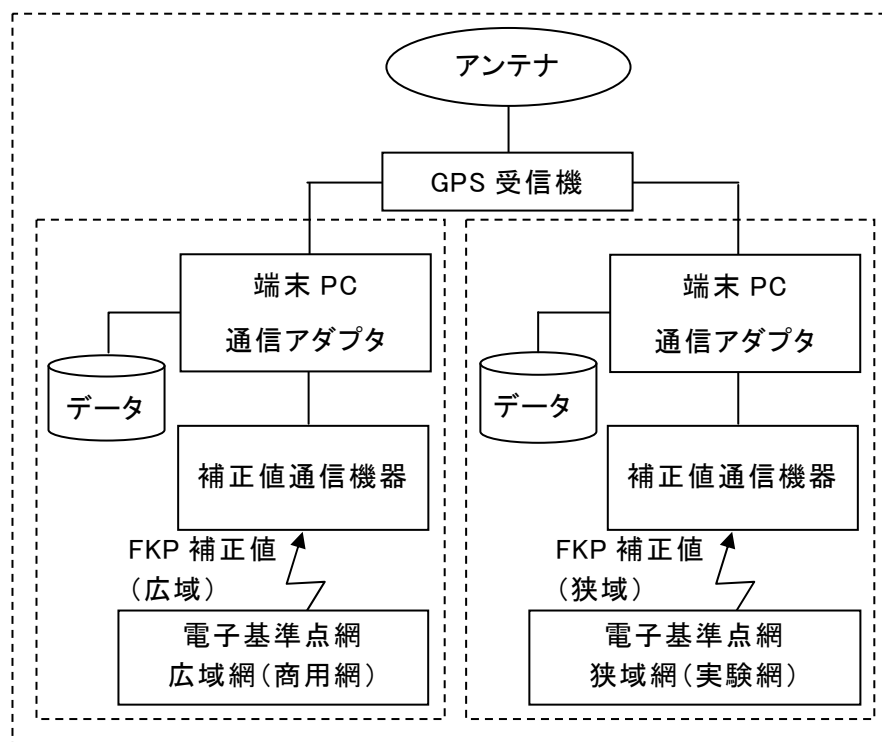 アンテナ
GPS 受信機
端末 PC
通信アダプタ
データ
補正値通信機器
FKP 補正値
(広域)
電子基準点網
広域網(商用網)
端末 PC
通信アダプタ
データ
補正値通信機器
FKP 補正値
(狭域)
電子基準点網
狭域網(実験網)